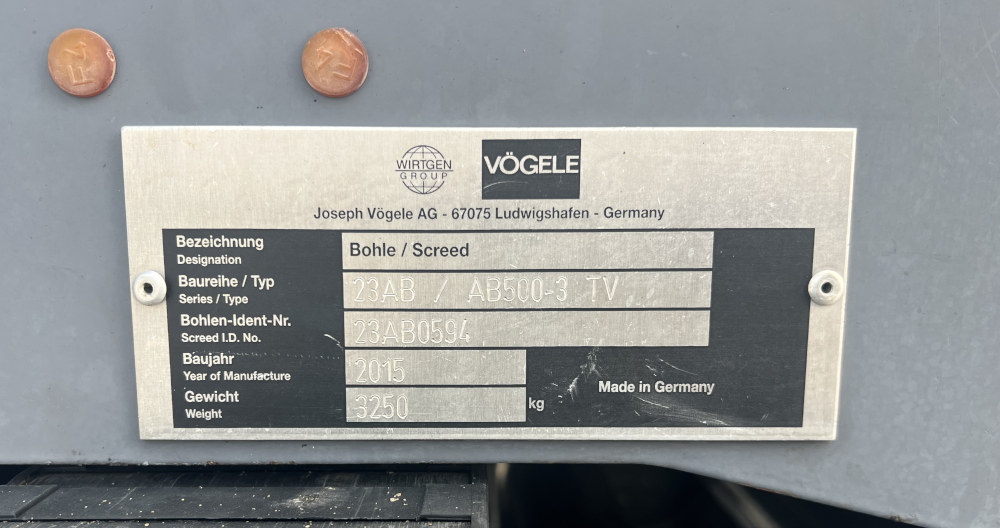 WIRTGEN
GROUP
VÖGELE
Joseph Vögele AG - 67075 Ludwigshafen - Germany
Bezeichnung
Designation
Bohle / Screed
Baureihe / Typ
Series / Type
23AB / AB500-3 TV
Bohlen-Ident-Nr.
Screed I.D. No.
23AB0594
Baujahr
Year of Manufacture
2015
Made in Germany
Gewicht
Weight
3250 kg